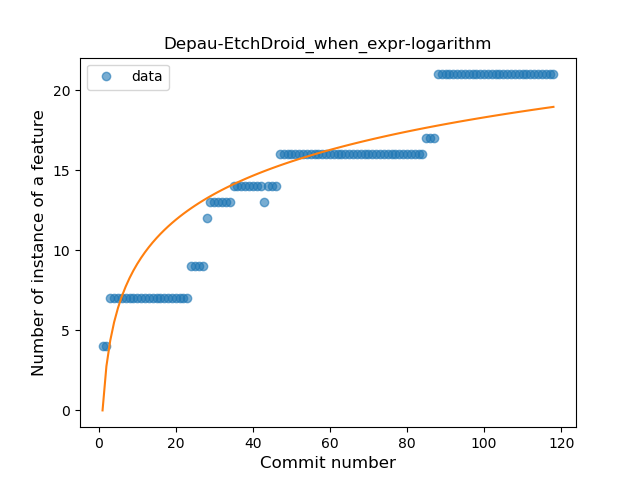 Depau-EtchDroid_when_expr-logarithm
data
Number of instance of a feature
20
15
10
5
0
0 20 40 60 80 100 120
Commit number